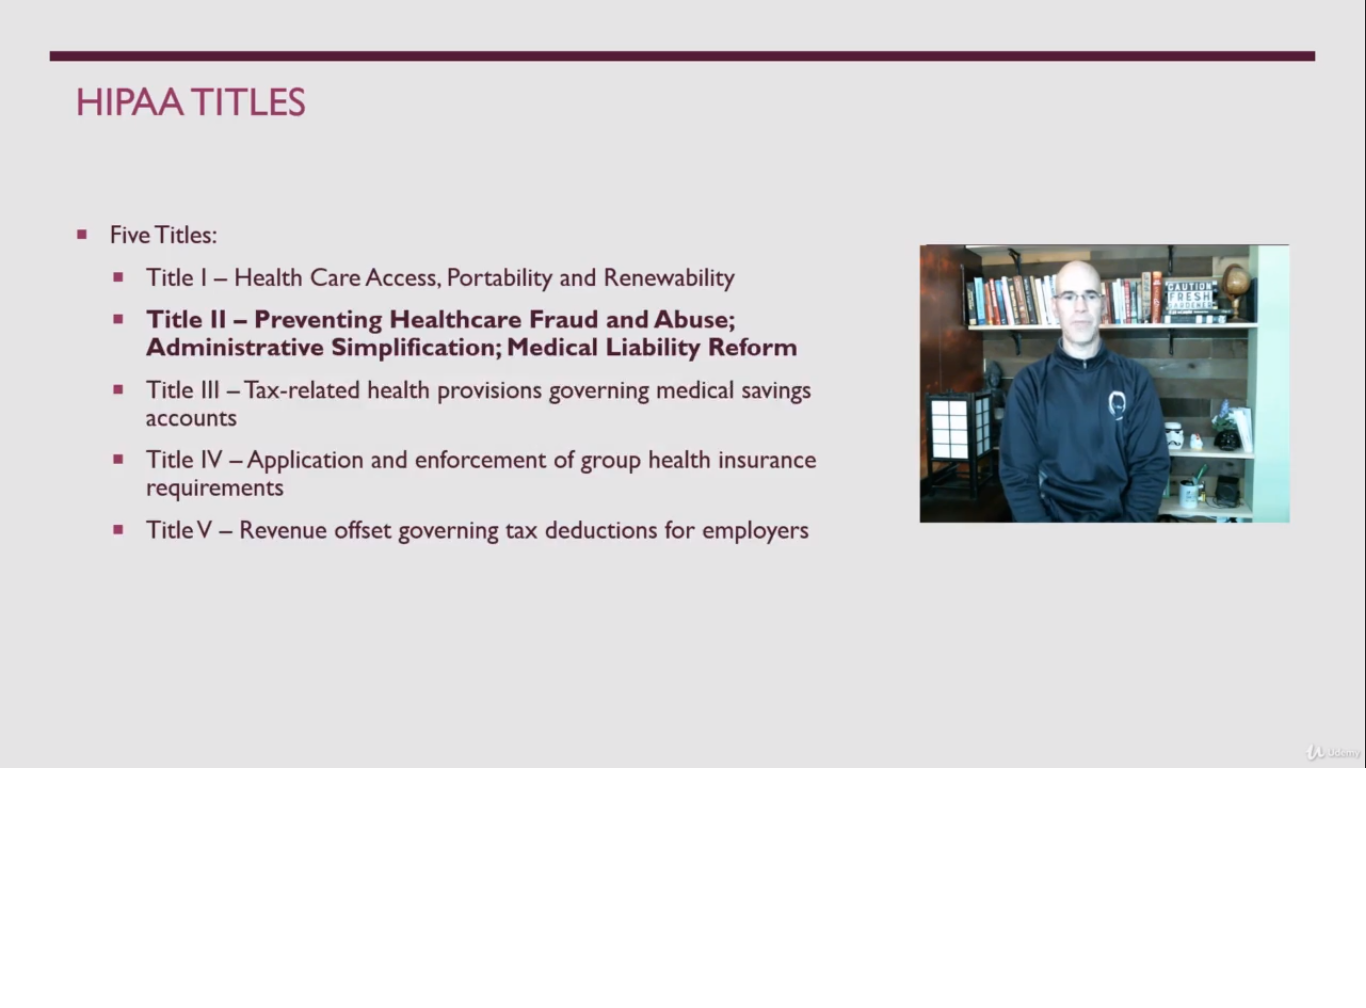 HIPAA TITLES
Five Titles:
Title I – Health Care Access, Portability and Renewability
Title II – Preventing Healthcare Fraud and Abuse;
Administrative Simplification; Medical Liability Reform
Title III – Tax-related health provisions governing medical savings
accounts
Title IV – Application and enforcement of group health insurance
requirements
Title V – Revenue offset governing tax deductions for employers
CAUTION
FRESH
GARDENER
Udemy